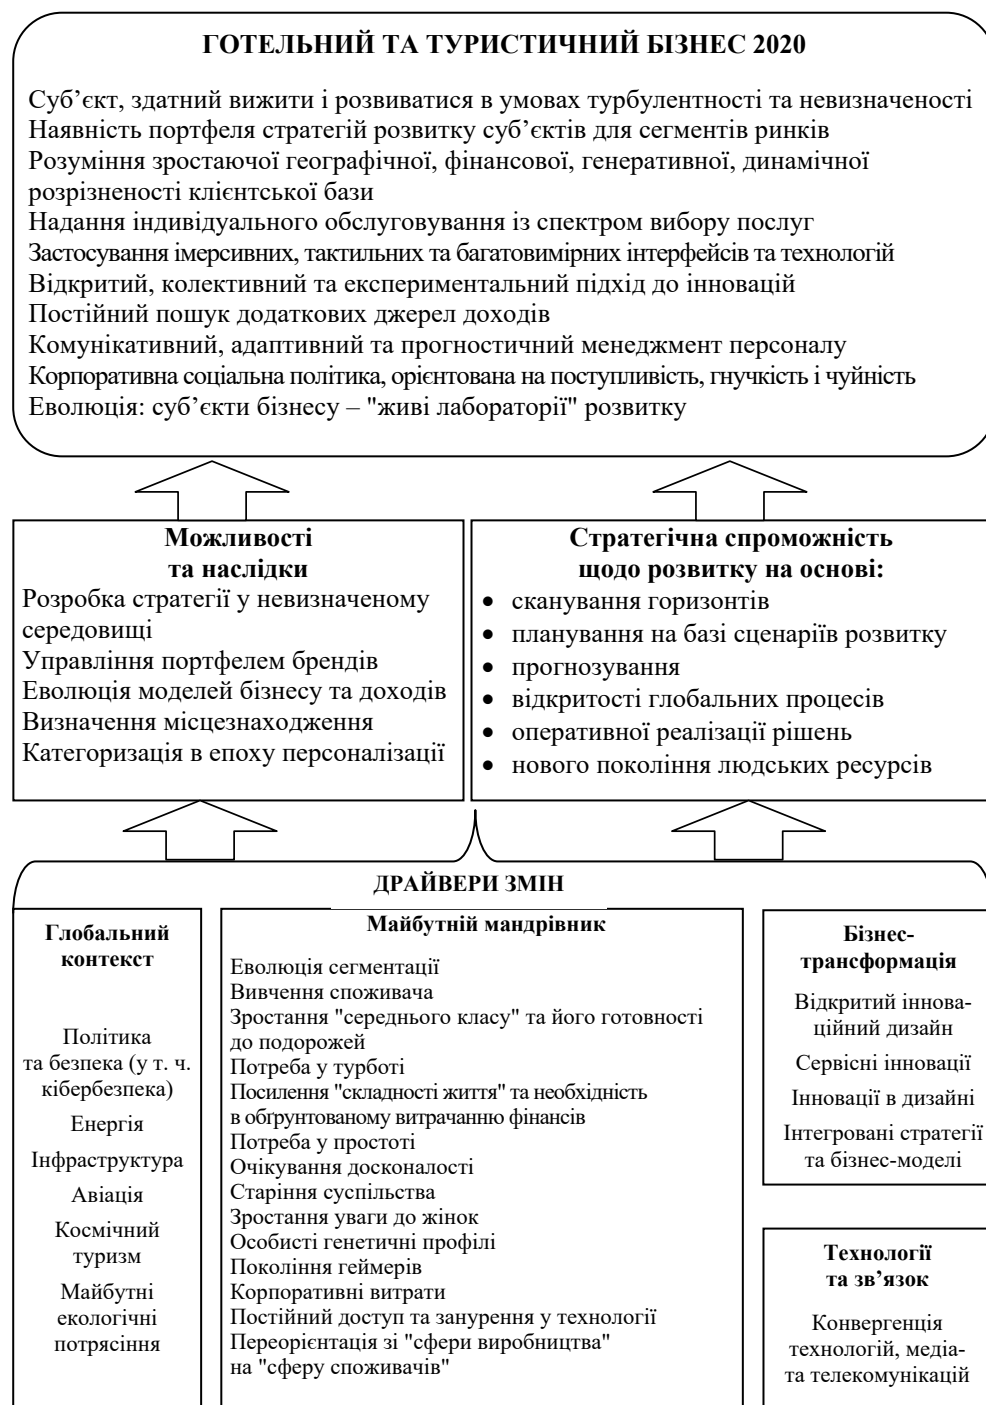 ГОТЕЛЬНИЙ ТА ТУРИСТИЧНИЙ БІЗНЕС 2020
Суб’єкт, здатний вижити і розвиватися в умовах турбулентності та невизначеності
Наявність портфеля стратегій розвитку суб’єктів для сегментів ринків
Розуміння зростаючої географічної, фінансової, генеративної, динамічної
розрізненості клієнтської бази
Надання індивідуального обслуговування із спектром вибору послуг
Застосування імерсивних, тактильних та багатовимірних інтерфейсів та технологій
Відкритий, колективний та експериментальний підхід до інновацій
Постійний пошук додаткових джерел доходів
Комунікативний, адаптивний та прогностичний менеджмент персоналу
Корпоративна соціальна політика, орієнтована на поступливість, гнучкість і чуйність
Еволюція: суб’єкти бізнесу – "живі лабораторії" розвитку
Можливості
та наслідки
Розробка стратегії у невизначеному
середовищі
Управління портфелем брендів
Еволюція моделей бізнесу та доходів
Визначення місцезнаходження
Категоризація в епоху персоналізації
Стратегічна спроможність
щодо розвитку на основі:
• сканування горизонтів
• планування на базі сценаріїв розвитку
• прогнозування
• відкритості глобальних процесів
• оперативної реалізації рішень
• нового покоління людських ресурсів
ДРАЙВЕРИ ЗМІН
Глобальний
контекст
Політика
та безпека (у т. ч.
кібербезпека)
Енергія
Інфраструктура
Авіація
Космічний
туризм
Майбутні
екологічні
потрясіння
Майбутній мандрівник
Еволюція сегментації
Вивчення споживача
Зростання "середнього класу" та його готовності
до подорожей
Потреба у турботі
Посилення "складності життя" та необхідність
в обґрунтованому витрачанню фінансів
Потреба у простоті
Очікування досконалості
Старіння суспільства
Зростання уваги до жінок
Особисті генетичні профілі
Покоління геймерів
Корпоративні витрати
Постійний доступ та занурення у технології
Переорієнтація зі "сфери виробництва"
на "сферу споживачів"
Бізнес-
трансформація
Відкритий іннова-
ційний дизайн
Сервісні інновації
Інновації в дизайні
Інтегровані стратегії
та бізнес-моделі
Технології
та зв’язок
Конвергенція
технологій, медіа-
та телекомунікацій